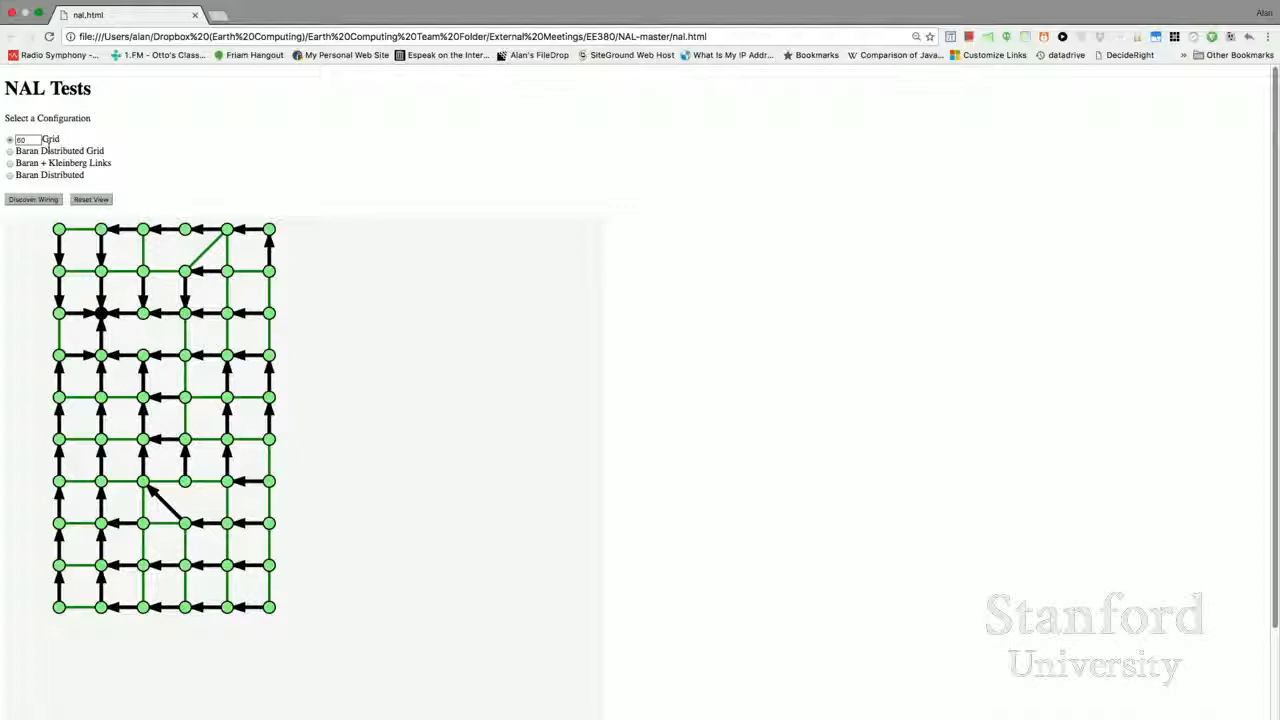 nal.html
Alan
file:///Users/alan/Dropbox%20(Earth%20Computing)/Earth%20Computing%20Team%20Folder/External%20Meetings/EE380/NAL-master/nal.html
Radio Symphony -... 1.FM - Otto's Class... Friam Hangout My Personal Web Site Espeak on the Inter... Alan's FileDrop SiteGround Web Host What Is My IP Addr... Bookmarks Comparison of Java... Customize Links datadrive DecideRight » Other Bookmarks
NAL Tests
Select a Configuration
60 Grid
Baran Distributed Grid
Baran + Kleinberg Links
Baran Distributed
Discover Wiring Reset View
Stanford
University